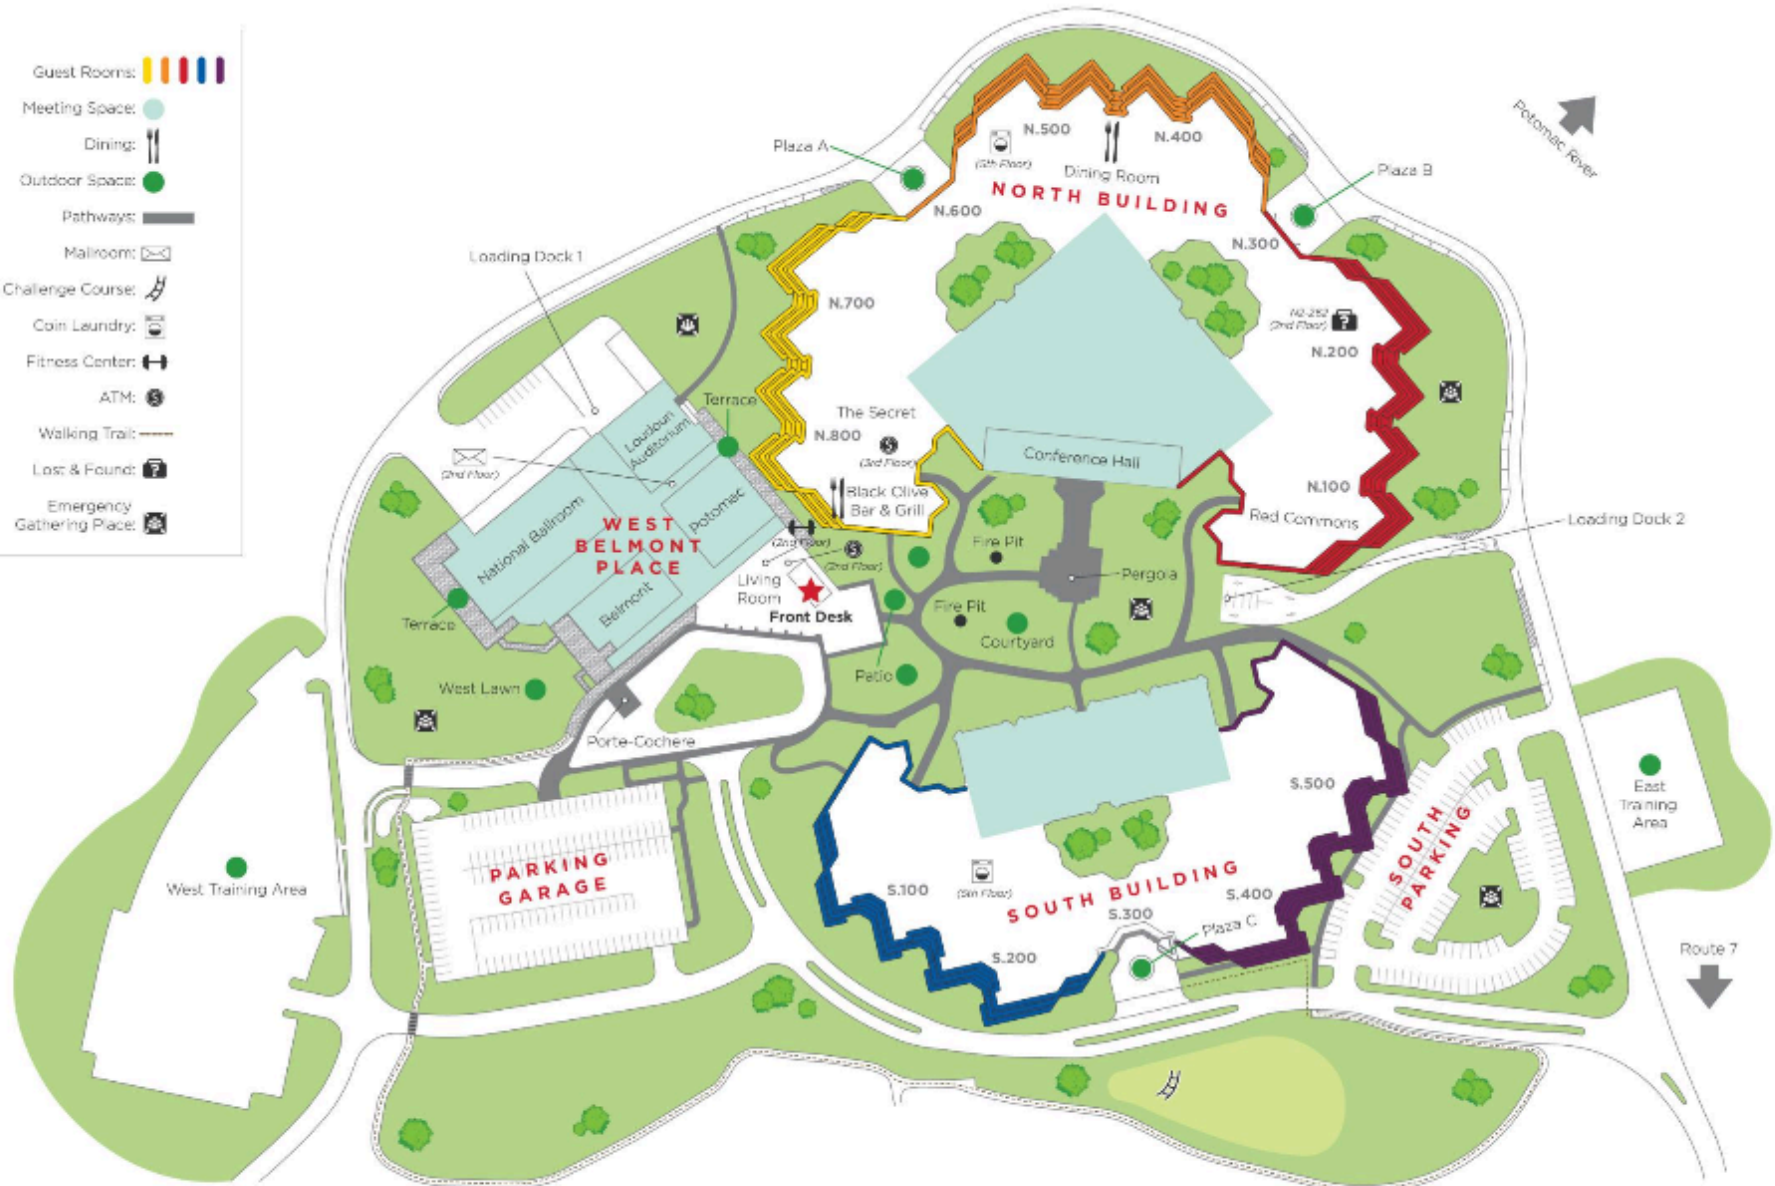 Guest Rooms:
Meeting Space:
Dining:
Outdoor Space:
Pathways:
Mailroom:
Challenge Course:
Coin Laundry:
Fitness Center:
ATM:
Walking Trail:
Lost & Found:
Emergency
Gathering Place:
Potomac River
Plaza A
Plaza B
N.500
N.400
(5th Floor)
Dining Room
NORTH BUILDING
N.600
N.300
Loading Dock 1
N.700
N2-262
(2nd Floor)
N.200
Terrace
Loudoun
Auditorium
The Secret
N.800
(3rd Floor)
Conference Hall
(2nd Floor)
Black Olive
Bar & Grill
N.100
Red Commons
Loading Dock 2
National Ballroom
Potomac
WEST
BELMONT
PLACE
(2nd Floor)
(2nd Floor)
Fire Pit
Pergola
Living
Room
Belmont
Front Desk
Fire Pit
Courtyard
Terrace
Patio
West Lawn
Porte-Cochere
S.500
East
Training
Area
SOUTH
PARKING
PARKING
GARAGE
West Training Area
S.100
(5th Floor)
SOUTH BUILDING
S.400
S.300
Plaza C
S.200
Route 7